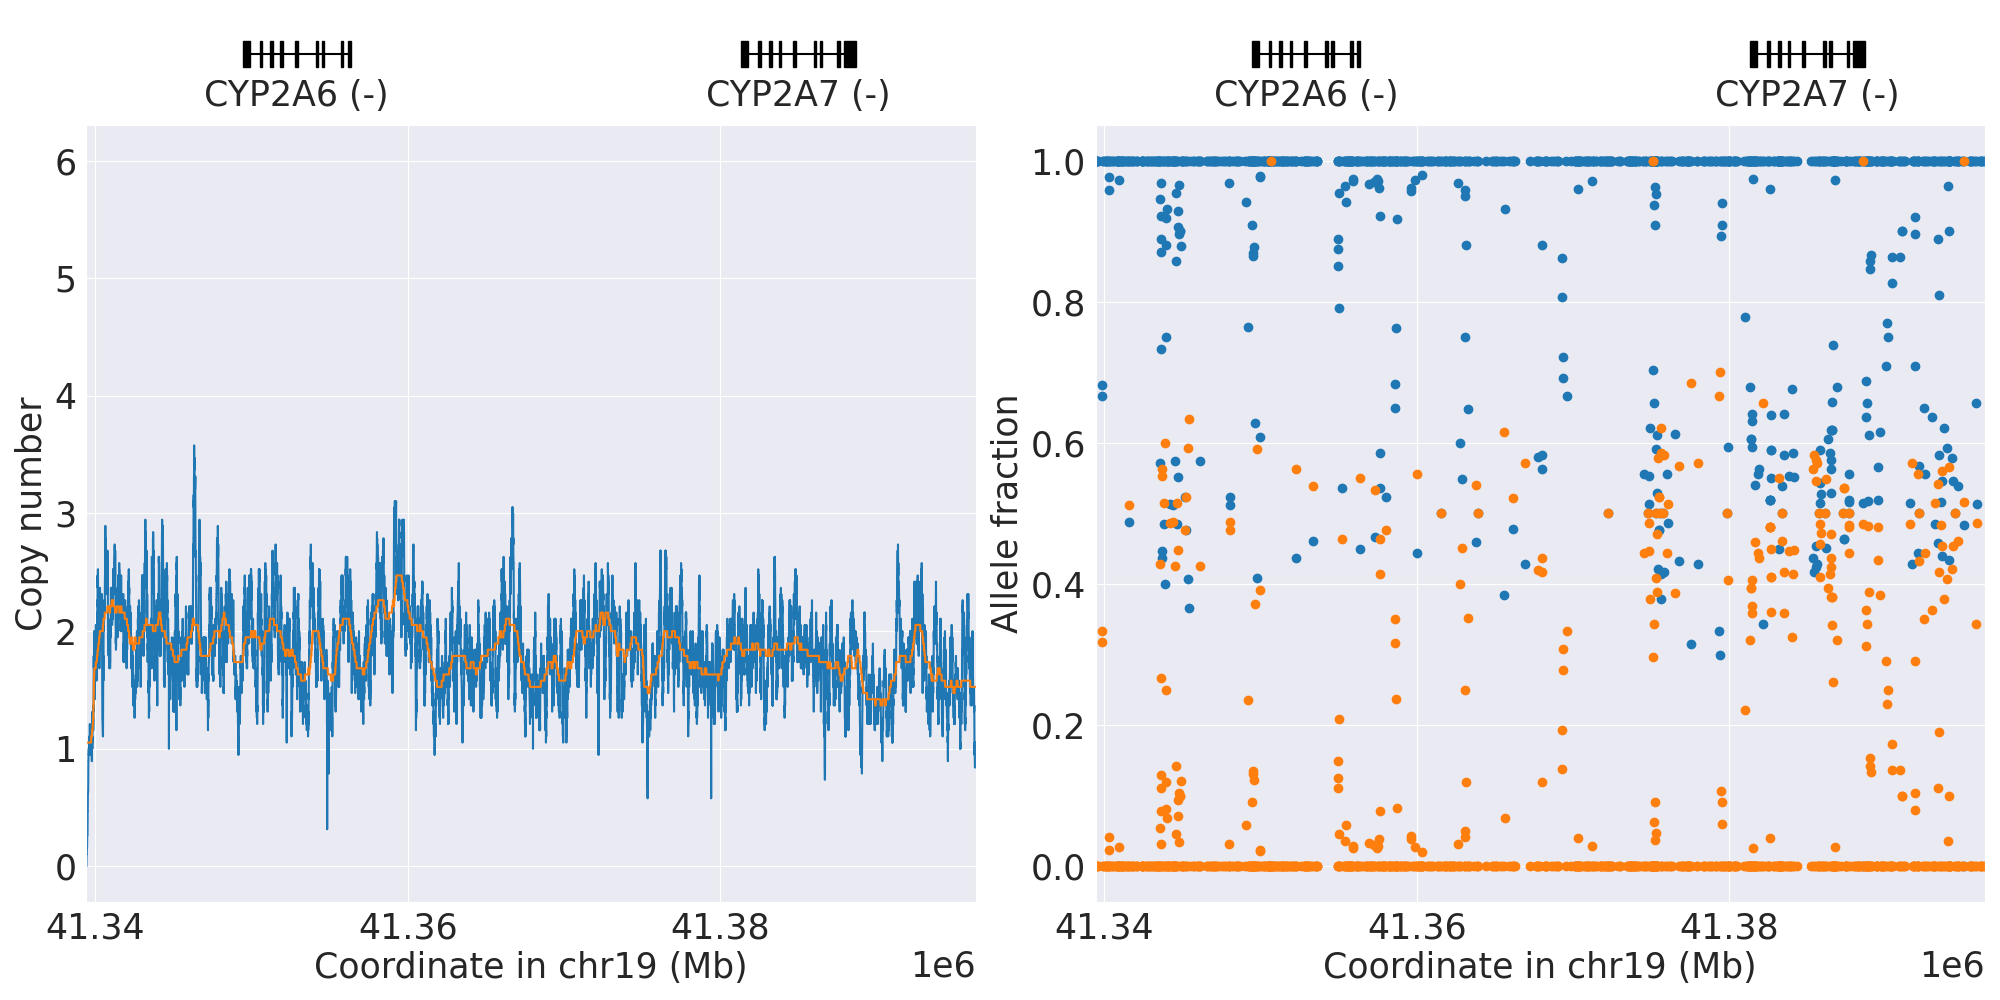 CYP2A6 (-)
CYP2A7 (-)
6
5
4
3
2
1
0
Copy number
41.34
41.36
41.38
Coordinate in chr19 (Mb)
1e6
CYP2A6 (-)
CYP2A7 (-)
1.0
0.8
0.6
0.4
0.2
0.0
Allele fraction
41.34
41.36
41.38
Coordinate in chr19 (Mb)
1e6